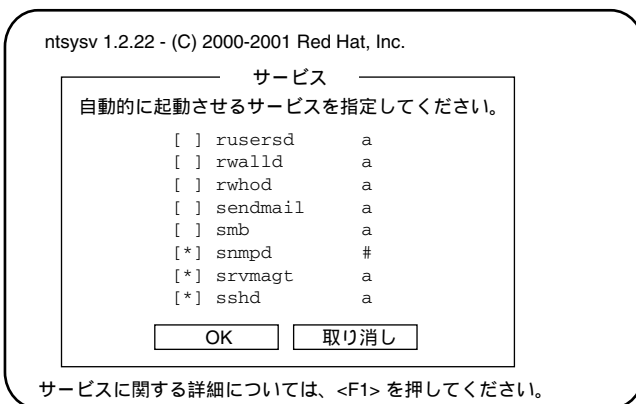 ntsysv 1.2.22 - (C) 2000-2001 Red Hat, Inc.
サービス
自動的に起動させるサービスを指定してください。
[ ] rusersd a
[ ] rwalld a
[ ] rwhod a
[ ] sendmail a
[ ] smb a
[*] snmpd #
[*] srvmagt a
[*] sshd a
OK 取り消し
サービスに関する詳細については、<F1> を押してください。